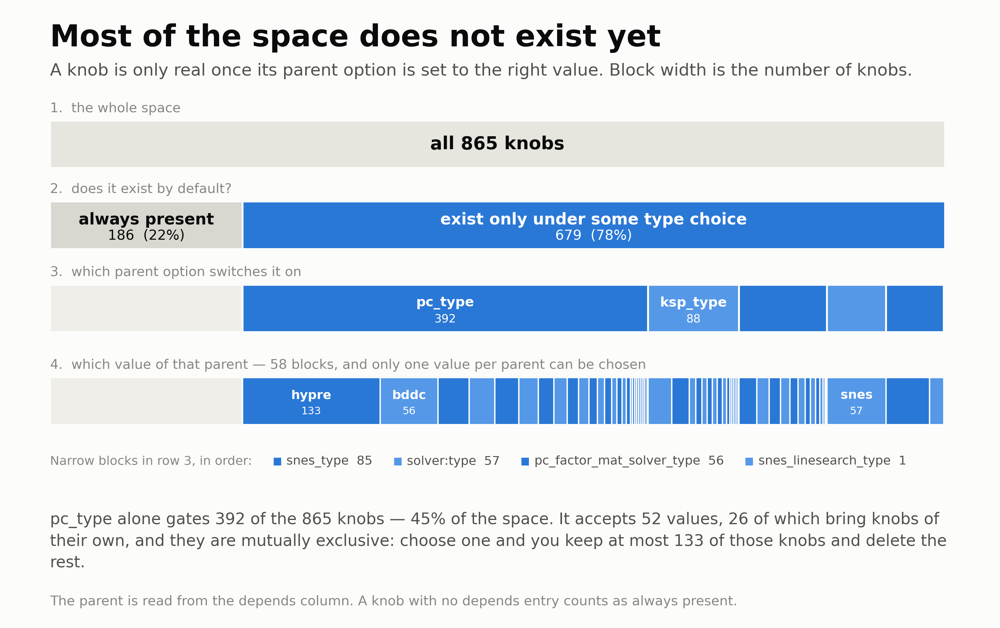 Most of the space does not exist yet
A knob is only real once its parent option is set to the right value. Block width is the number of knobs.
1. the whole space
all 865 knobs
2. does it exist by default?
always present
186 (22%)
exist only under some type choice
679 (78%)
3. which parent option switches it on
pc_type
392
ksp_type
88
4. which value of that parent — 58 blocks, and only one value per parent can be chosen
hypre
133
bddc
56
snes
57
Narrow blocks in row 3, in order: snes_type 85 solver:type 57 pc_factor_mat_solver_type 56 snes_linesearch_type 1
pc_type alone gates 392 of the 865 knobs — 45% of the space. It accepts 52 values, 26 of which bring knobs of
their own, and they are mutually exclusive: choose one and you keep at most 133 of those knobs and delete the
rest.
The parent is read from the depends column. A knob with no depends entry counts as always present.